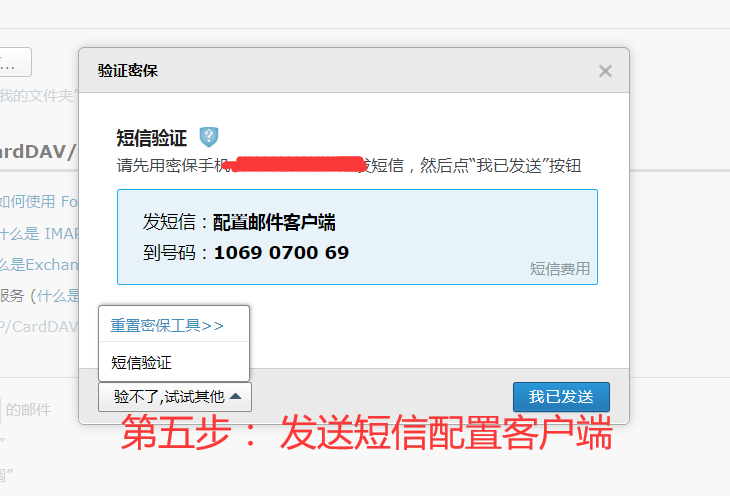 ...
我的文件夹"
验证密保
短信验证
请先用密保手机
发短信，然后点“我已发送”按钮
发短信：配置邮件客户端
到号码：1069 0700 69
短信费用
ardDAV/
如何使用 Fo
什么是 IMAP
么是Exchan
服务 (什么是
P/CardDAV
重置密保工具>>
短信验证
验不了,试试其他
我已发送
的邮件
第五步： 发送短信配置客户端